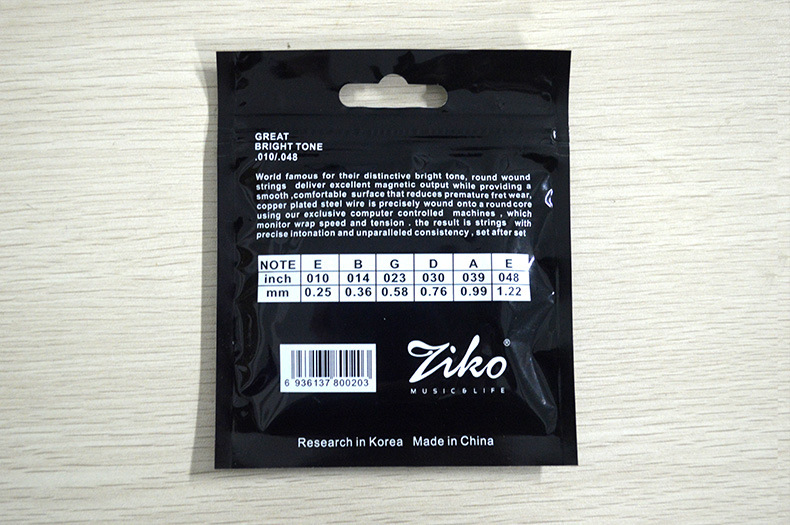 GREAT
BRIGHT TONE
.010/.048
World famous for their distinctive bright tone, round wound
strings deliver excellent magnetic output while providing a
smooth ,comfortable surface that reduces premature fret wear,
copper plated steel wire is precisely wound onto a round core
using our exclusive computer controlled machines , which
monitor wrap speed and tension . the result is strings with
precise intonation and unparalleled consistency , set after set
NOTE E B G D A E
inch 010 014 023 030 039 048
mm 0.25 0.36 0.58 0.76 0.99 1.22
6 936137 800203
Ziko ®
MUSIC & LIFE
Research in Korea Made in China